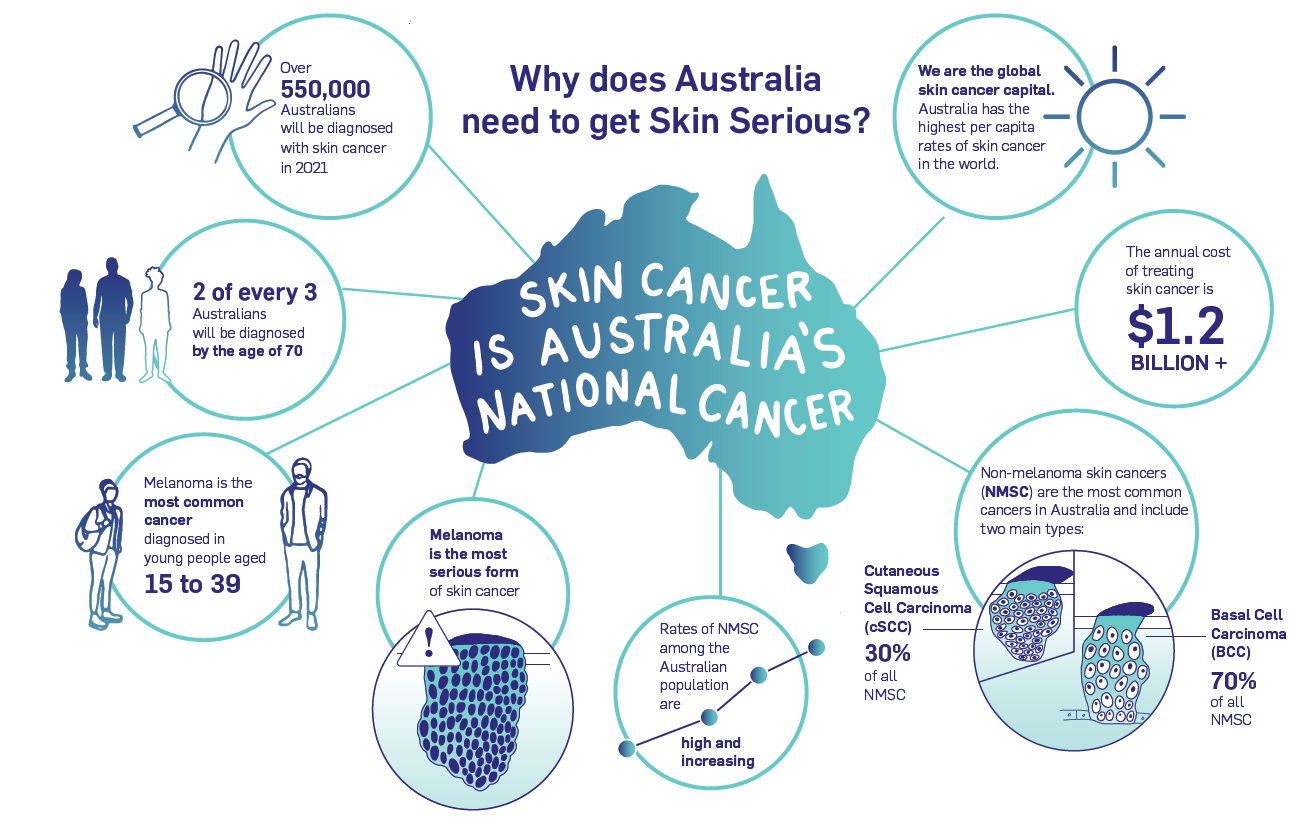 Why does Australia
need to get Skin Serious?
Over
550,000
Australians
will be diagnosed
with skin cancer
in 2021
We are the global
skin cancer capital.
Australia has the
highest per capita
rates of skin cancer
in the world.
2 of every 3
Australians
will be diagnosed
by the age of 70
SKIN CANCER
IS AUSTRALIA'S
NATIONAL CANCER
The annual cost
of treating
skin cancer is
$1.2
BILLION +
Melanoma is the
most common
cancer
diagnosed in
young people aged
15 to 39
Melanoma
is the most
serious form
of skin cancer
!
Rates of NMSC
among the
Australian
population
are
high and
increasing
Non-melanoma skin cancers
(NMSC) are the most common
cancers in Australia and include
two main types:
Cutaneous
Squamous
Cell Carcinoma
(cSCC)
30%
of all
NMSC
Basal Cell
Carcinoma
(BCC)
70%
of all
NMSC